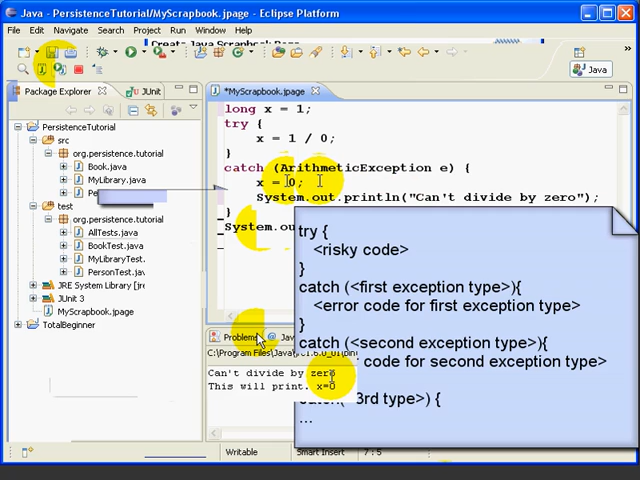 Java - PersistenceTutorial/MyScrapbook.jpage - Eclipse Platform
File Edit Navigate Search Project Run Window Help
Create Java Scrapbook Page
Java
Package Explorer JUnit
*MyScrapbook.jpage
PersistenceTutorial
src
org.persistence.tutorial
Book.java
MyLibrary.java
test
org.persistence.tutorial
AllTests.java
BookTest.java
MyLibraryTest.java
PersonTest.jav
JRE System Library [jre
JUnit 3
MyScrapbook.jpage
TotalBeginner
long x = 1;
try {
x = 1 / 0;
}
catch (ArithmeticException e) {
x = 0;
System.out.println("Can't divide by zero");
}
System.ou
try {
<risky code>
}
catch (<first exception type>){
<error code for first exception type>
}
catch (<second exception type>){
code for second exception type>
3rd type>) {
...
Problems
C:\Program Files\Java\
Can't divide by zero
This will print. x=0
Writable Smart Insert 7 : 5